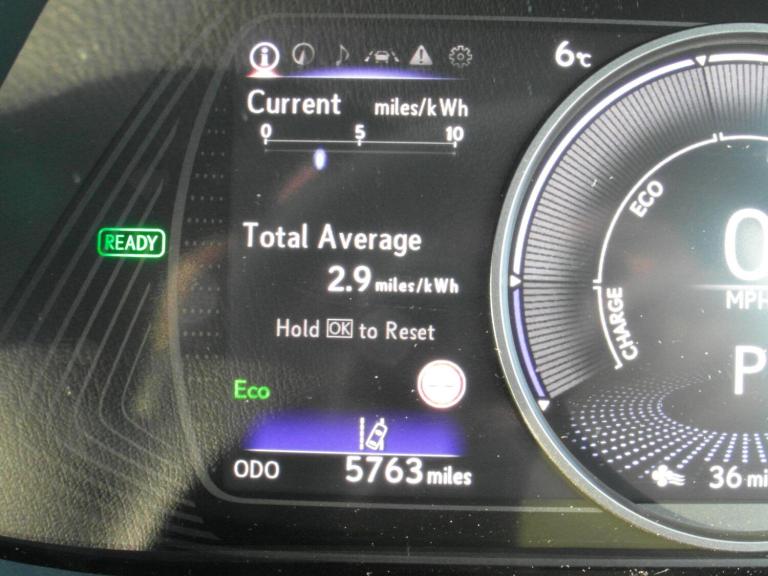 6℃
Current miles/kWh
0 5 10
ECO
READY
Total Average
0
2.9 miles/kWh
MPH
CHARGE
Hold OK to Reset
P
Eco
ODO 5763 miles
36 mi